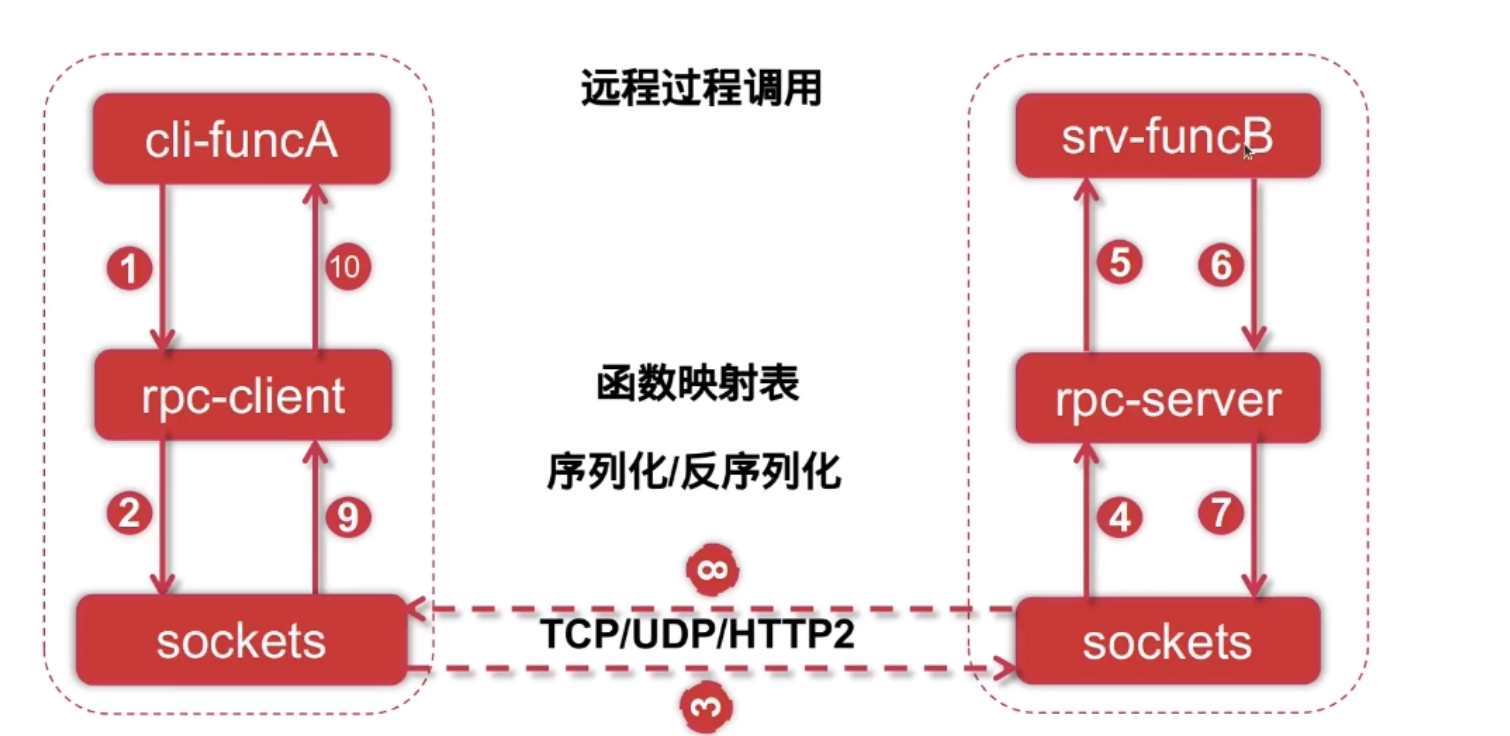 远程过程调用
cli-funcA
srv-funcB
1
10
5
6
rpc-client
函数映射表
rpc-server
序列化/反序列化
2
9
4
7
8
sockets
TCP/UDP/HTTP2
sockets
3